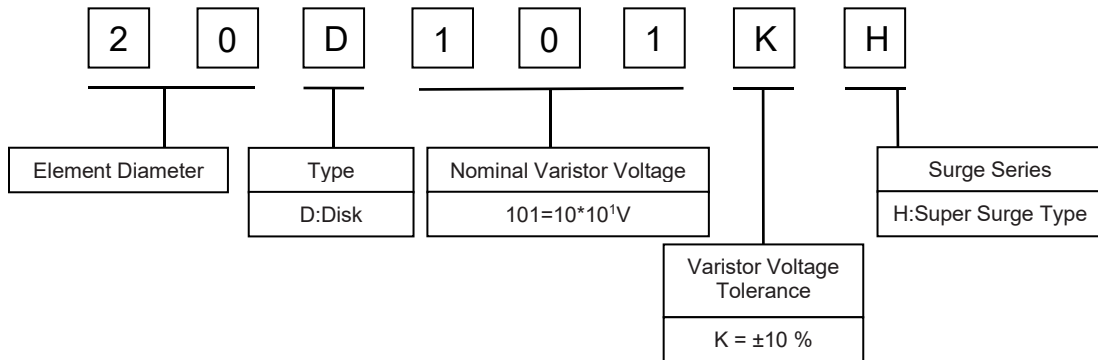 2 0 D 1 0 1 K H
Element Diameter
Type
D:Disk
Nominal Varistor Voltage
101=10*10¹V
Surge Series
H:Super Surge Type
Varistor Voltage
Tolerance
K = ±10 %